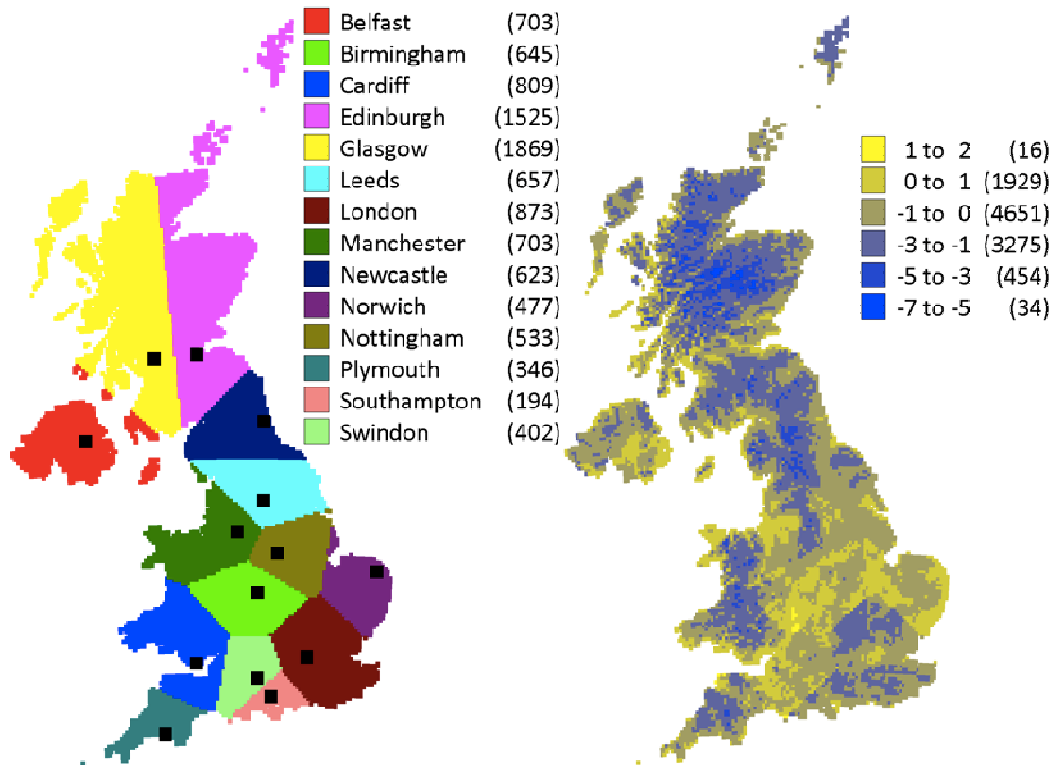 Belfast (703)
Birmingham (645)
Cardiff (809)
Edinburgh (1525)
Glasgow (1869)
Leeds (657)
London (873)
Manchester (703)
Newcastle (623)
Norwich (477)
Nottingham (533)
Plymouth (346)
Southampton (194)
Swindon (402)
1 to 2 (16)
0 to 1 (1929)
-1 to 0 (4651)
-3 to -1 (3275)
-5 to -3 (454)
-7 to -5 (34)